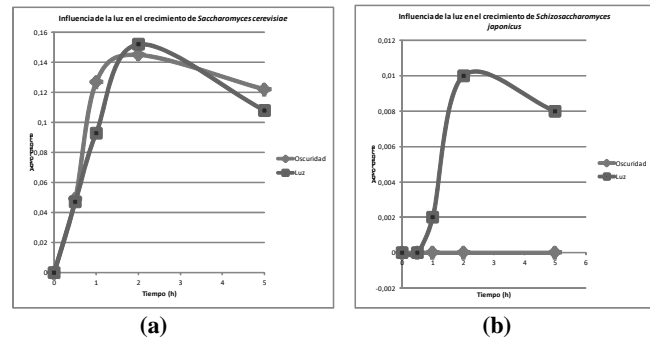 Influencia de la luz en el crecimiento de Saccharomyces cerevisiae
0,16
0,14
0,12
0,1
0,08
0,06
0,04
0,02
0
0
1
2
3
4
5
Tiempo (h)
Oscuridad
Luz
(a)
Influencia de la luz en el crecimiento de Schizosaccharomyces
japonicus
0,012
0,01
0,008
0,006
0,004
0,002
0
-0,002
0
1
2
3
4
5
6
Tiempo (h)
Oscuridad
Luz
(b)